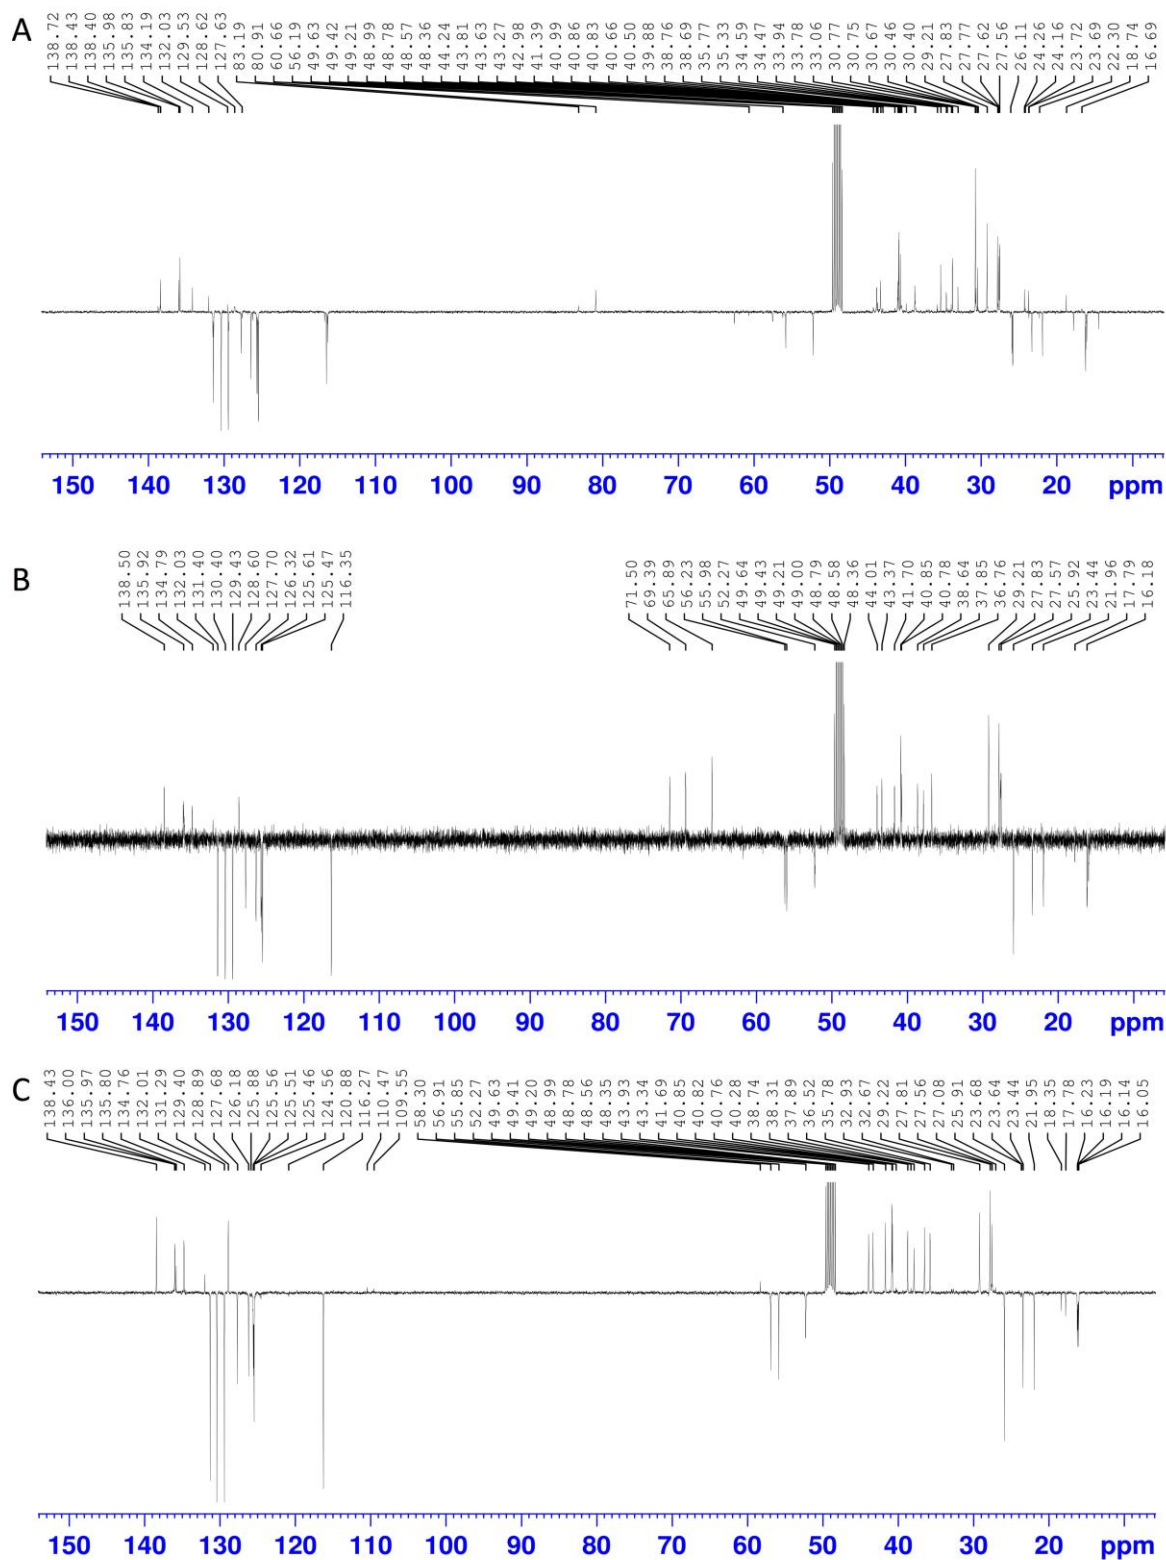 A
138.72 138.43 138.40 135.98 135.83 134.19 132.03 129.53 128.62 127.63 83.19 80.91 60.66 56.19 49.63 49.42 49.21 48.99 48.78 48.57 48.36 44.24 43.81 43.63 43.27 42.98 41.39 40.99 40.86 40.83 40.66 40.50 39.88 38.76 38.69 35.77 35.33 34.59 34.47 33.94 33.78 33.06 30.77 30.75 30.67 30.46 30.40 29.21 27.83 27.77 27.62 27.56 26.11 24.26 24.16 23.72 23.69 22.30 18.74 16.69
150 140 130 120 110 100 90 80 70 60 50 40 30 20 ppm
B
138.50 135.92 134.79 132.03 131.40 130.40 129.43 128.60 127.70 126.32 125.61 125.47 116.35 71.50 69.39 65.89 56.23 55.98 52.27 49.64 49.43 49.21 49.00 48.79 48.58 48.36 44.01 43.37 41.70 40.85 40.78 38.64 37.85 36.76 29.21 27.83 27.57 25.92 23.44 21.96 17.79 16.18
150 140 130 120 110 100 90 80 70 60 50 40 30 20 ppm
C
138.43 136.00 135.97 135.80 134.76 132.01 131.29 129.40 128.89 127.68 126.18 125.88 125.56 125.51 125.46 124.56 120.88 116.27 110.47 109.55 58.30 56.91 55.85 52.27 49.63 49.41 49.20 48.99 48.78 48.56 48.35 43.93 43.34 41.69 40.85 40.82 40.76 40.28 38.74 38.31 37.89 36.52 35.78 32.93 32.67 29.22 27.81 27.56 27.08 25.91 23.68 23.64 23.44 21.95 18.35 17.78 16.23 16.19 16.14 16.05
150 140 130 120 110 100 90 80 70 60 50 40 30 20 ppm